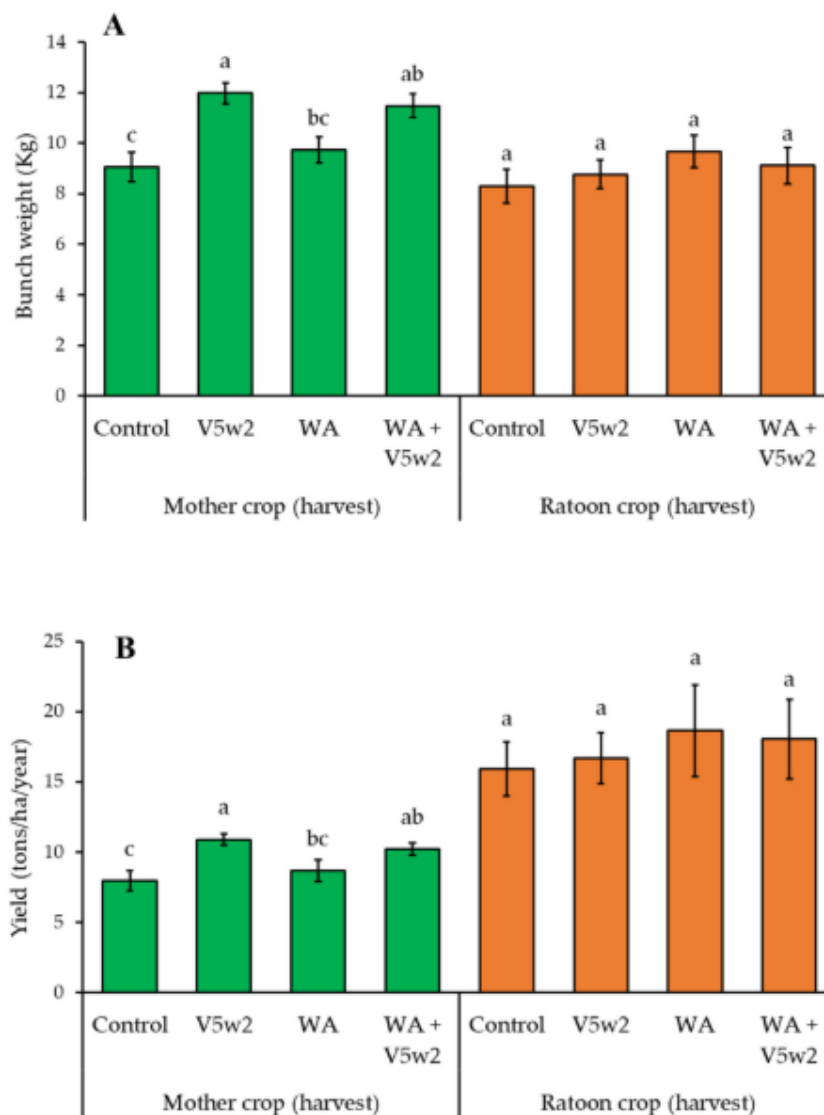 A
14
12
10
8
6
4
2
0
Bunch weight (Kg)
c
a
bc
ab
a
a
a
a
Control V5w2 WA WA + V5w2 Control V5w2 WA WA + V5w2
Mother crop (harvest) Ratoon crop (harvest)
B
25
20
15
10
5
0
Yield (tons/ha/year)
c
a
bc
ab
a
a
a
a
Control V5w2 WA WA + V5w2 Control V5w2 WA WA + V5w2
Mother crop (harvest) Ratoon crop (harvest)